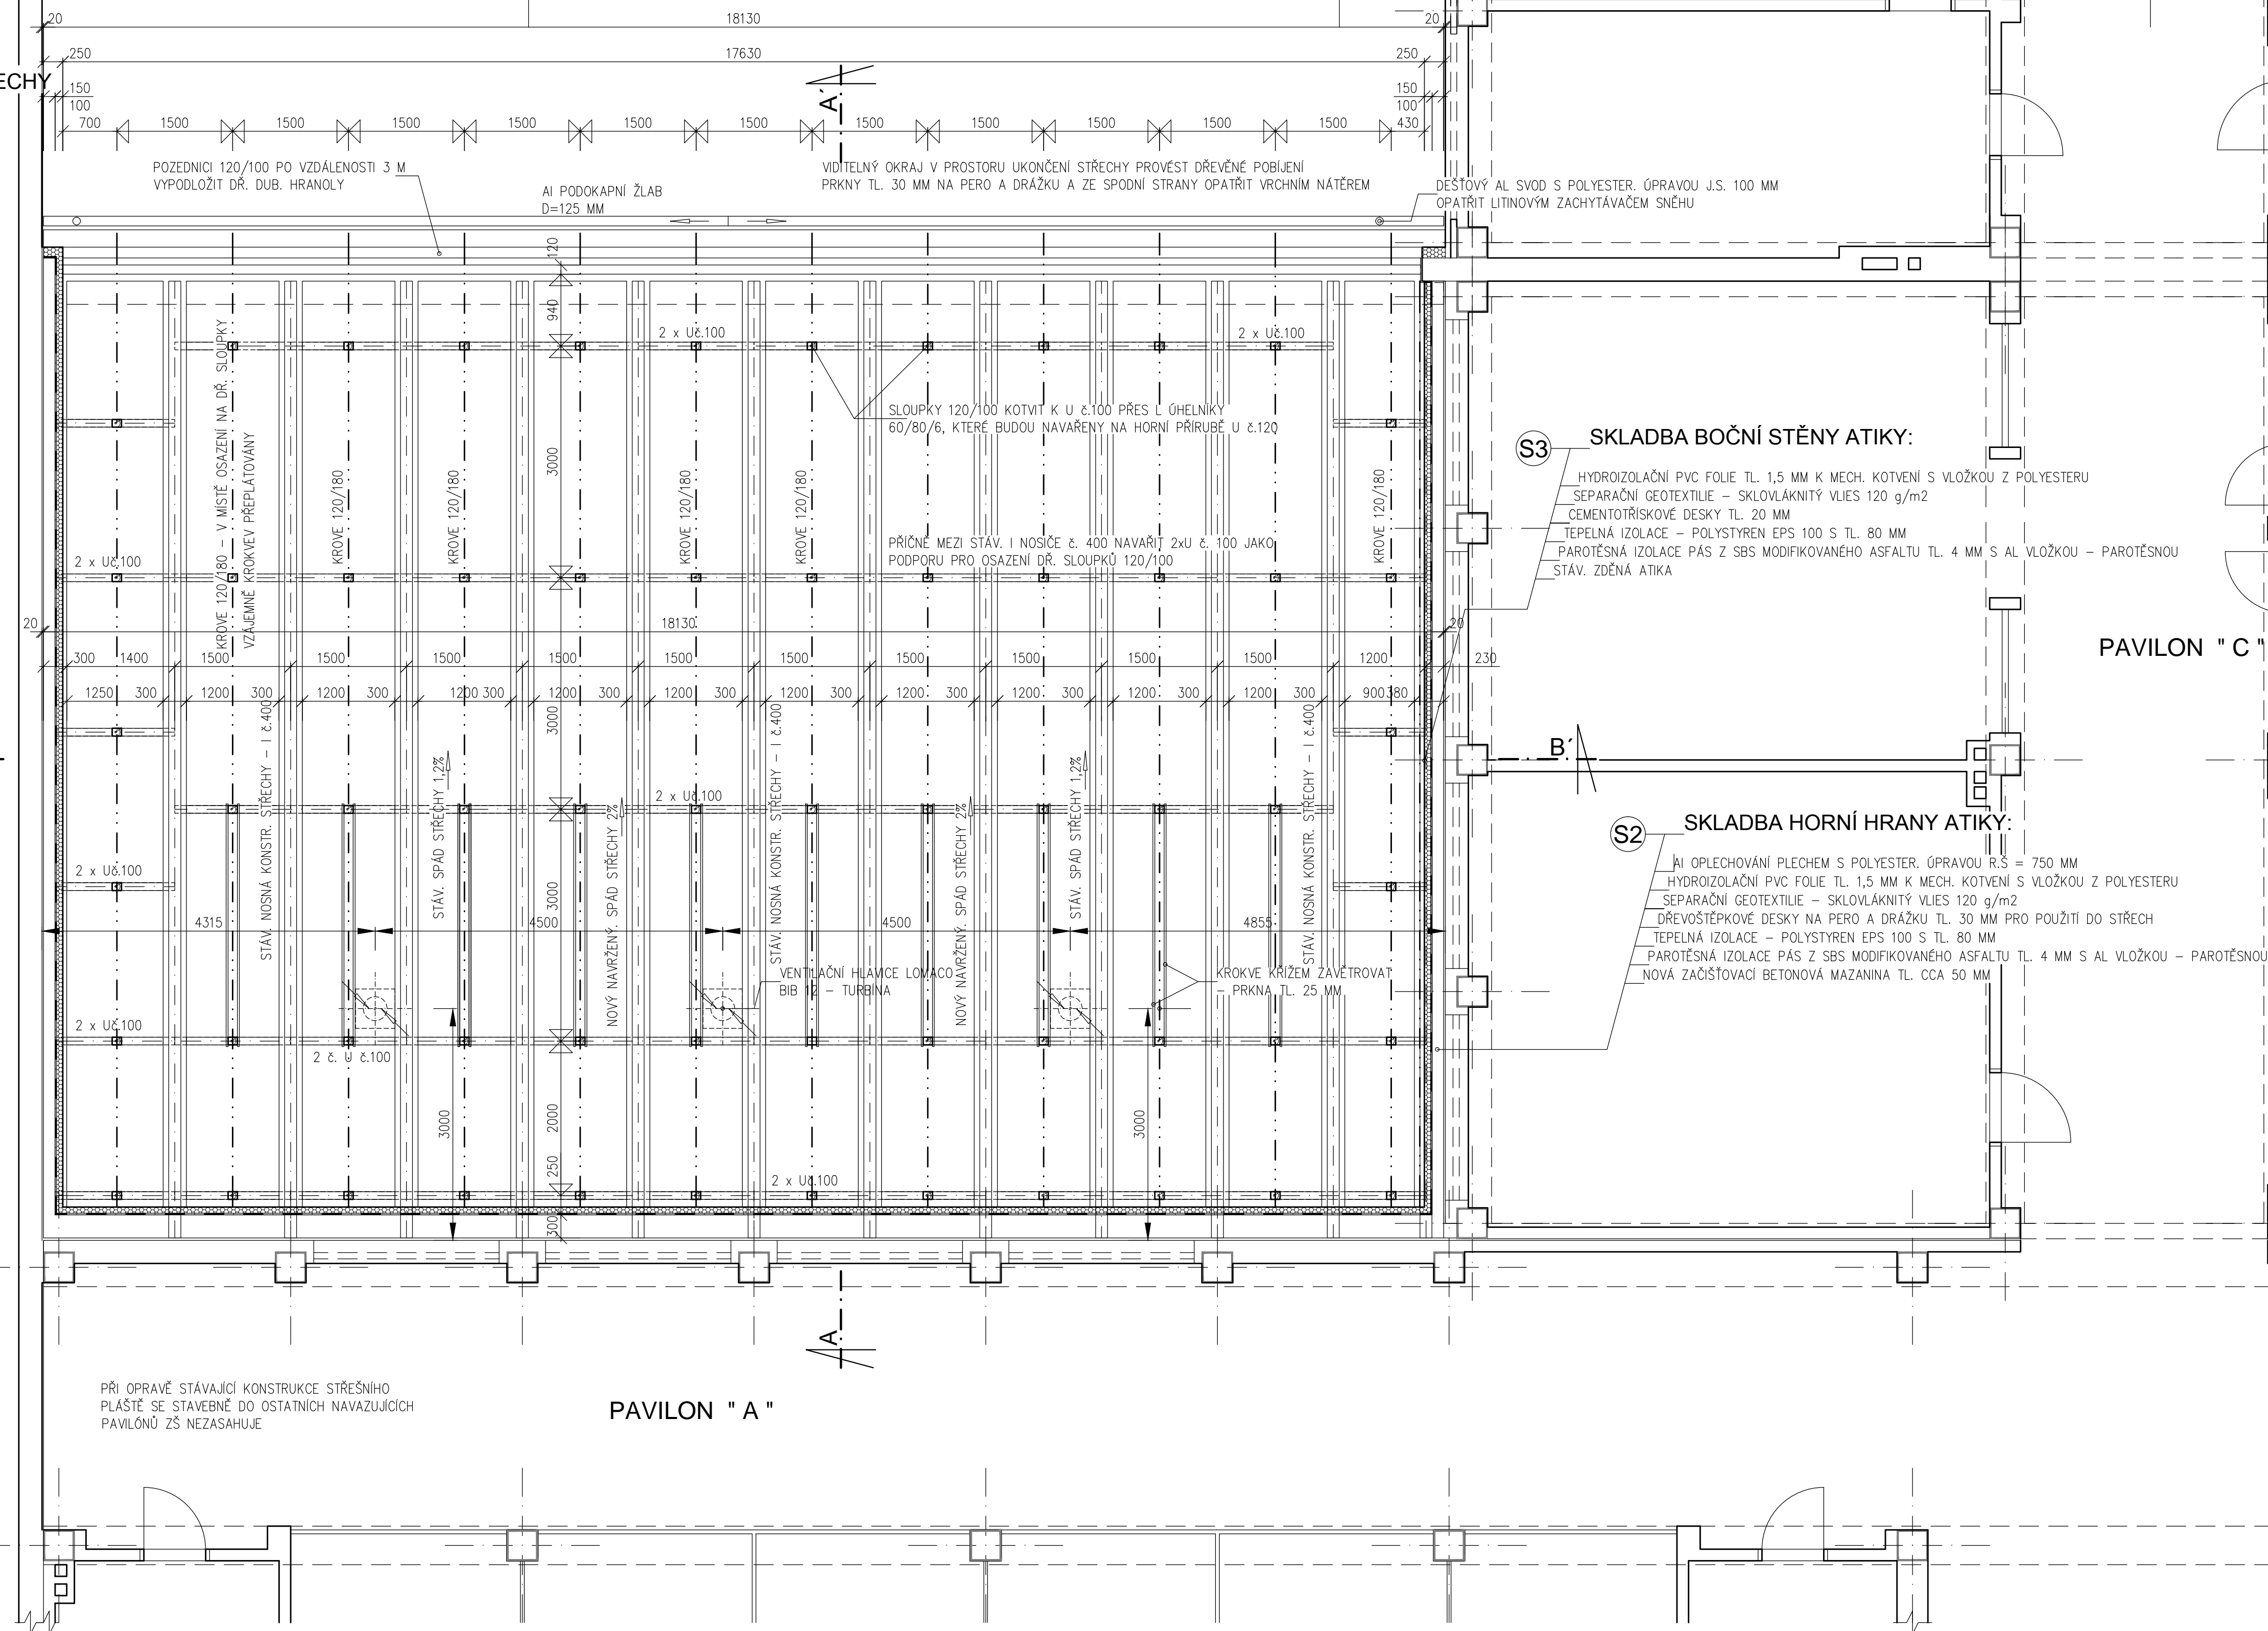 20
18130
20
250
17630
250
ECHY
150
100
150
100
A´
700
1500
1500
1500
1500
1500
1500
1500
1500
1500
1500
1500
430
POZEDNICI 120/100 PO VZDÁLENOSTI 3 M
VYPODLOŽIT DŘ. DUB. HRANOLY
Al PODOKAPNÍ ŽLAB
D=125 MM
VIDITELNÝ OKRAJ V PROSTORU UKONČENÍ STŘECHY PROVÉST DŘEVĚNÉ POBÍJENÍ
PRKNY TL. 30 MM NA PERO A DRÁŽKU A ZE SPODNÍ STRANY OPATŘIT VRCHNÍM NÁTĚREM
DEŠŤOVÝ AL SVOD S POLYESTER. ÚPRAVOU J.S. 100 MM
OPATŘIT LITINOVÝM ZACHYTÁVAČEM SNĚHU
120
940
2 x Uč.100
2 x Uč.100
KROVE 120/180 – V MÍSTĚ OSAZENÍ NA DŘ. SLOUPKY
VZÁJEMNĚ KROKVEV PŘEPLÁTOVÁNY
KROVE 120/180
KROVE 120/180
KROVE 120/180
KROVE 120/180
KROVE 120/180
3000
SLOUPKY 120/100 KOTVIT K U č.100 PŘES L ÚHELNÍKY
60/80/6, KTERÉ BUDOU NAVAŘENY NA HORNÍ PŘÍRUBĚ U č.120
S3
SKLADBA BOČNÍ STĚNY ATIKY:
HYDROIZOLAČNÍ PVC FOLIE TL. 1,5 MM K MECH. KOTVENÍ S VLOŽKOU Z POLYESTERU
SEPARAČNÍ GEOTEXTILIE – SKLOVLÁKNITÝ VLIES 120 g/m2
CEMENTOTŘÍSKOVÉ DESKY TL. 20 MM
TEPELNÁ IZOLACE – POLYSTYREN EPS 100 S TL. 80 MM
PAROTĚSNÁ IZOLACE PÁS Z SBS MODIFIKOVANÉHO ASFALTU TL. 4 MM S AL VLOŽKOU – PAROTĚSNOU
STÁV. ZDĚNÁ ATIKA
PŘÍČNĚ MEZI STÁV. I NOSIČE č. 400 NAVAŘIT 2xU č. 100 JAKO
PODPORU PRO OSAZENÍ DŘ. SLOUPKŮ 120/100
2 x Uč.100
20
18130
20
300
1400
1500
1500
1500
1500
1500
1500
1500
1500
1500
1500
1200
230
1250
300
1200
300
1200
300
1200
300
1200
300
1200
300
1200
300
1200
300
1200
300
1200
300
1200
300
900
380
3000
PAVILON " C "
B´
STÁV. NOSNÁ KONSTR. STŘECHY – I č.400
STÁV. SPÁD STŘECHY 1,2%
NOVÝ NAVRŽENÝ. SPÁD STŘECHY 2%
STÁV. NOSNÁ KONSTR. STŘECHY – I č.400
NOVÝ NAVRŽENÝ. SPÁD STŘECHY 2%
STÁV. SPÁD STŘECHY 1,2%
STÁV. NOSNÁ KONSTR. STŘECHY – I č.400
2 x Uč.100
S2
SKLADBA HORNÍ HRANY ATIKY:
Al OPLECHOVÁNÍ PLECHEM S POLYESTER. ÚPRAVOU R.Š = 750 MM
HYDROIZOLAČNÍ PVC FOLIE TL. 1,5 MM K MECH. KOTVENÍ S VLOŽKOU Z POLYESTERU
SEPARAČNÍ GEOTEXTILIE – SKLOVLÁKNITÝ VLIES 120 g/m2
DŘEVOŠTĚPKOVÉ DESKY NA PERO A DRÁŽKU TL. 30 MM PRO POUŽITÍ DO STŘECH
TEPELNÁ IZOLACE – POLYSTYREN EPS 100 S TL. 80 MM
PAROTĚSNÁ IZOLACE PÁS Z SBS MODIFIKOVANÉHO ASFALTU TL. 4 MM S AL VLOŽKOU – PAROTĚSNOU
NOVÁ ZAČIŠŤOVACÍ BETONOVÁ MAZANINA TL. CCA 50 MM
2 x Uč.100
3000
4315
4500
4500
4855
VENTILAČNÍ HLAVICE LOMACO
BIB 12 – TURBÍNA
KROKVE KŘÍŽEM ZAVĚTROVAT
– PRKNA TL. 25 MM
2 x Uč.100
2 č. U č.100
3000
2000
3000
250
2 x Uč.100
300
A
PŘI OPRAVĚ STÁVAJÍCÍ KONSTRUKCE STŘEŠNÍHO
PLÁŠTĚ SE STAVEBNĚ DO OSTATNÍCH NAVAZUJÍCÍCH
PAVILÓNŮ ZŠ NEZASAHUJE
PAVILON " A "